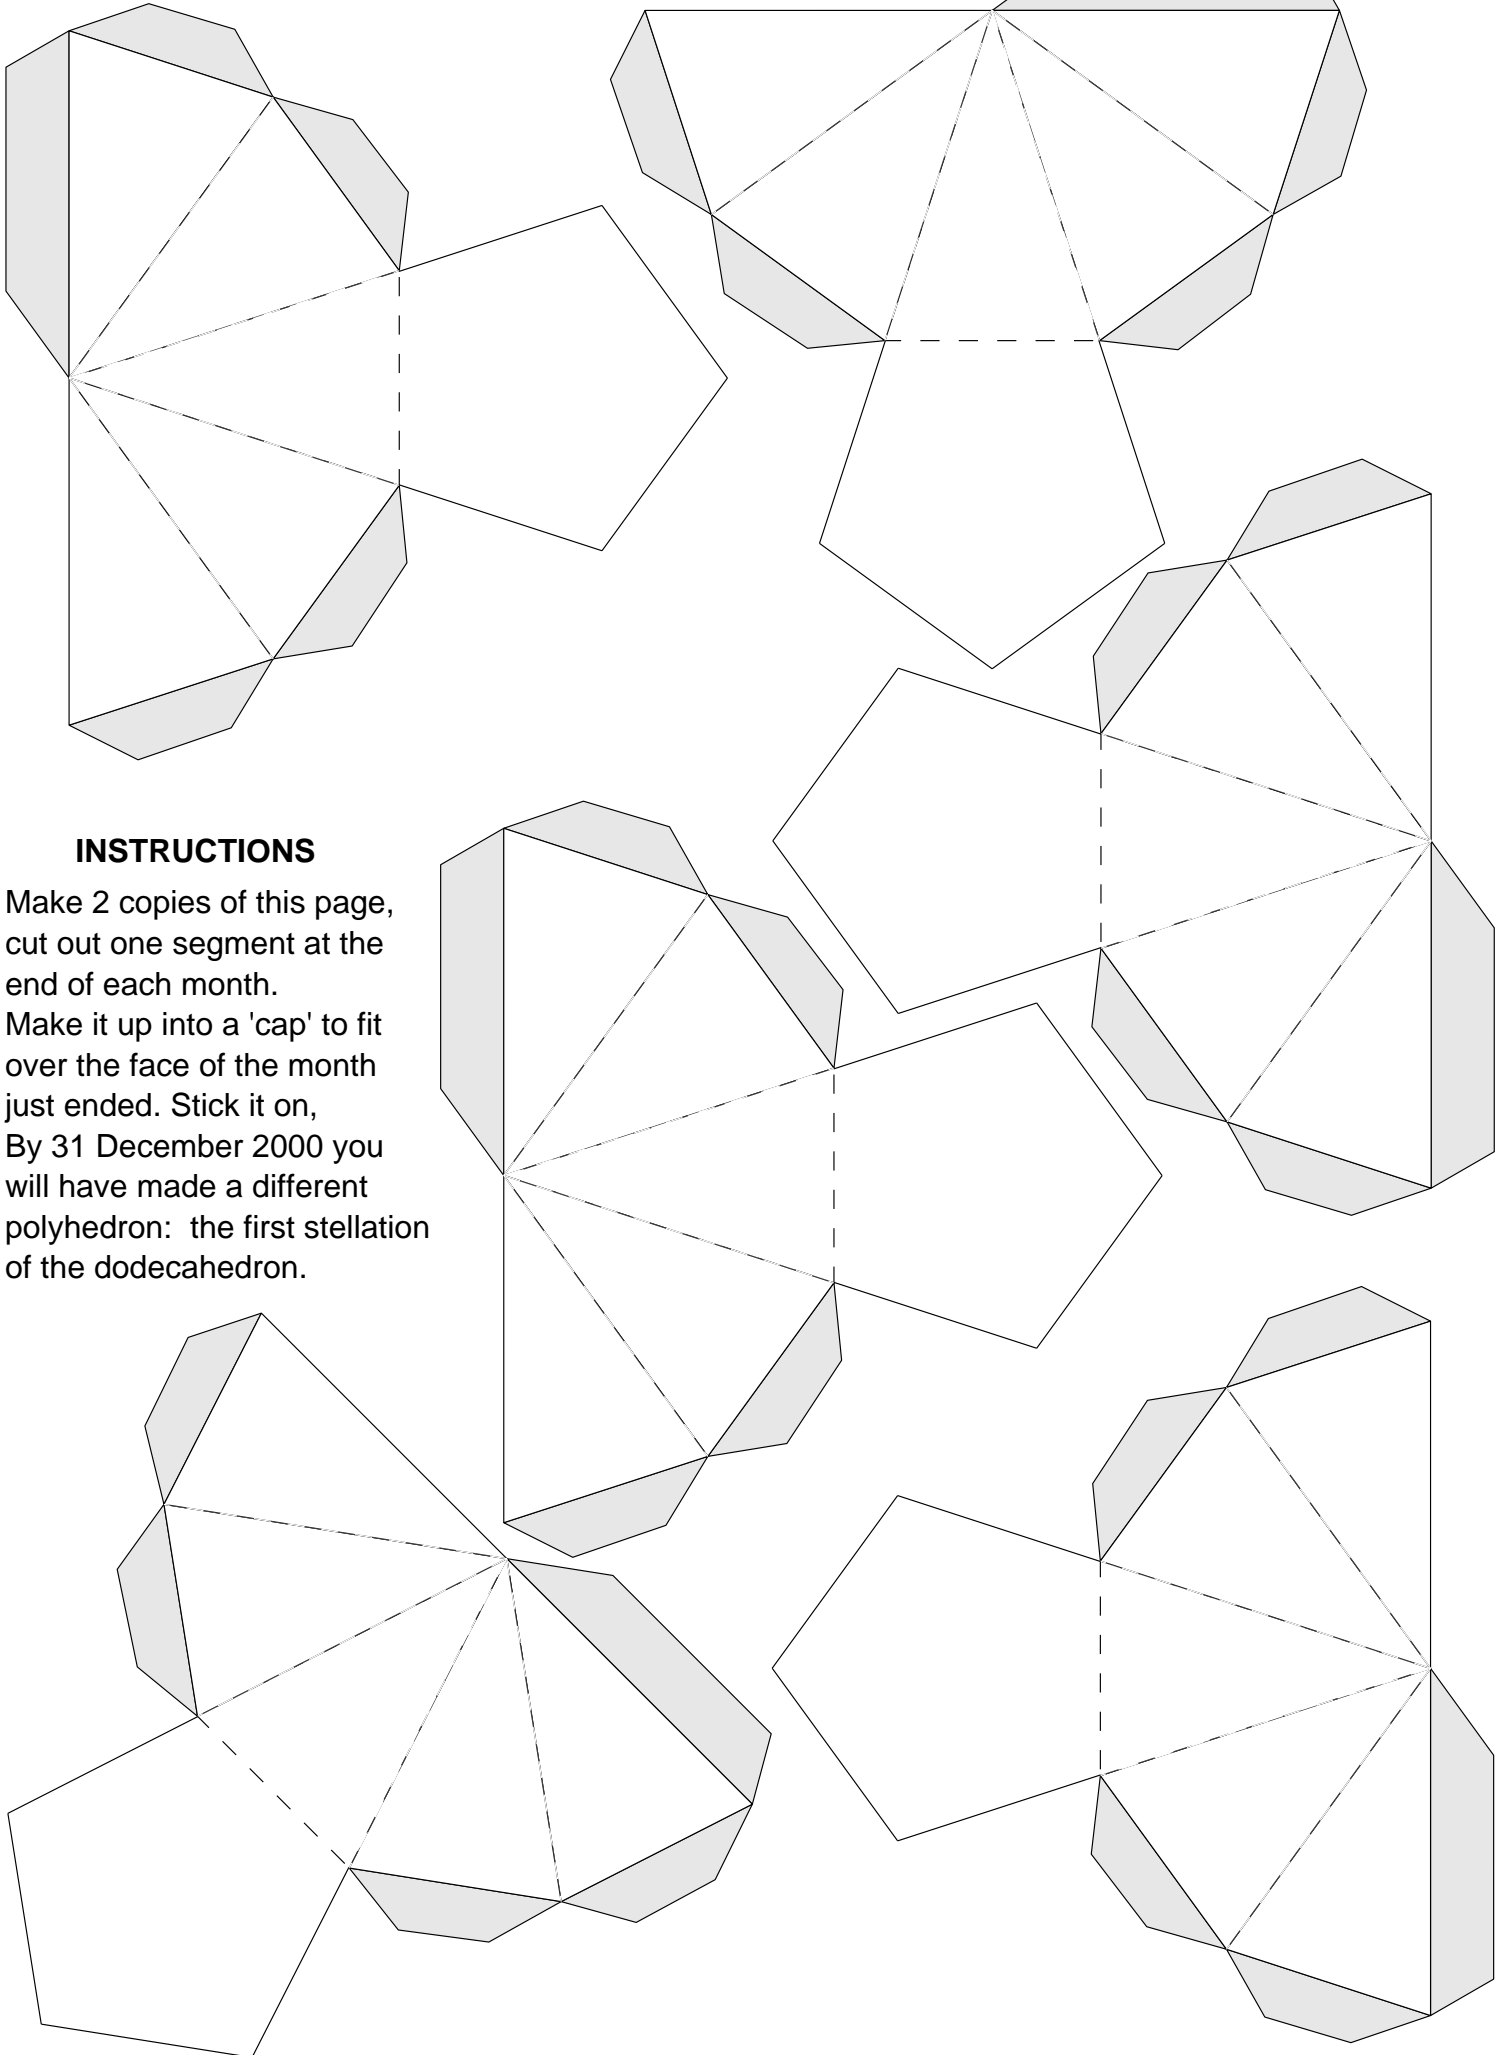 INSTRUCTIONS
Make 2 copies of this page,
cut out one segment at the
end of each month.
Make it up into a 'cap' to fit
over the face of the month
just ended. Stick it on,
By 31 December 2000 you
will have made a different
polyhedron:  the first stellation
of the dodecahedron.